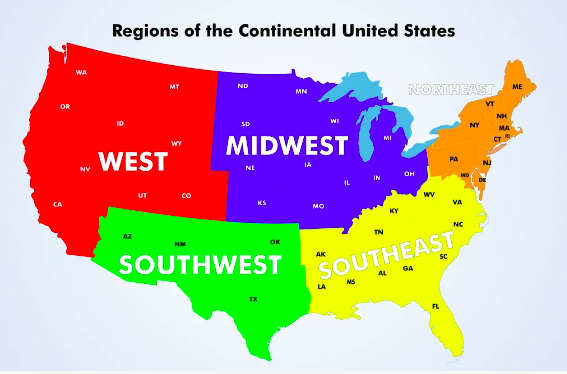 Regions of the Continental United States
NORTHEAST
WA
MT
ND
MN
ME
VT
OR
NH
ID
SD
WI
NY
MA
MI
CT
RI
WY
MIDWEST
WEST
PA
NJ
NV
NE
IA
OH
MD
DE
IL
IN
UT
CO
WV
CA
KS
MO
KY
VA
NC
AZ
NM
OK
TN
SOUTHEAST
AK
SC
SOUTHWEST
GA
AL
MS
LA
TX
FL